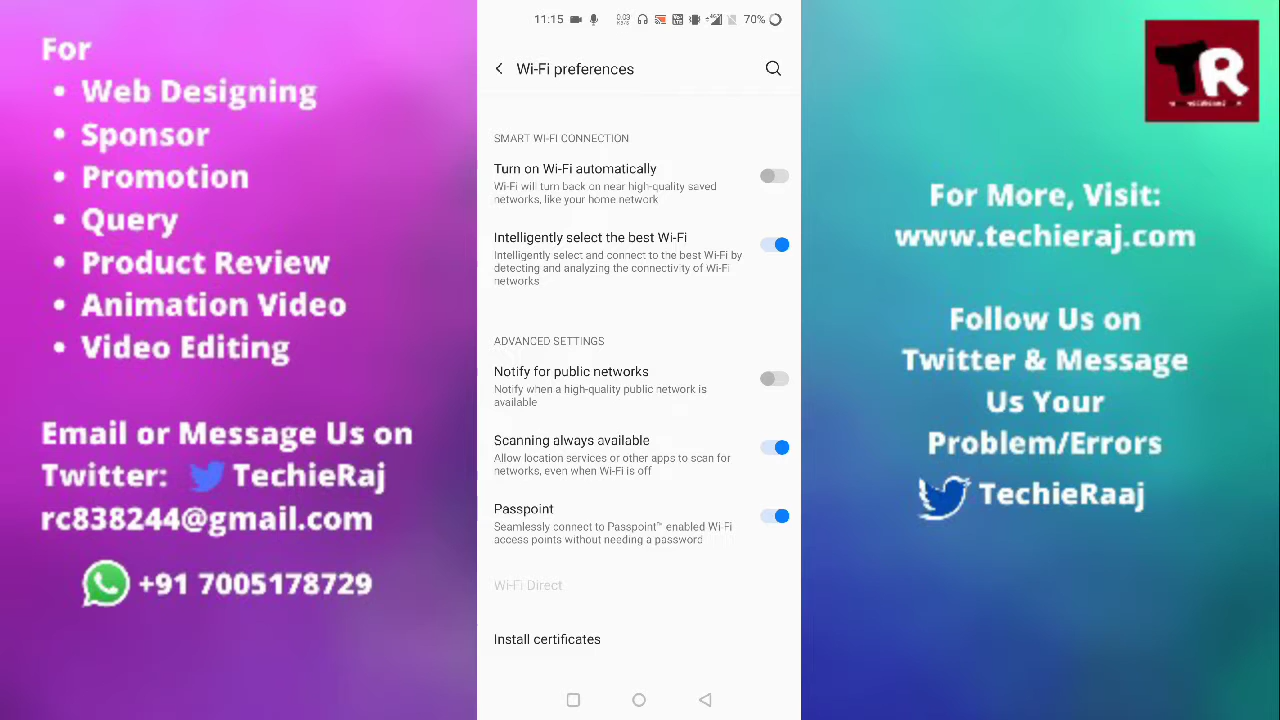 For
• Web Designing
• Sponsor
• Promotion
• Query
• Product Review
• Animation Video
• Video Editing
Email or Message Us on
Twitter: TechieRaj
rc838244@gmail.com
+91 7005178729
11:15
0.03
70%
Wi-Fi preferences
SMART WI-FI CONNECTION
Turn on Wi-Fi automatically
Wi-Fi will turn back on near high-quality saved
networks, like your home network
Intelligently select the best Wi-Fi
Intelligently select and connect to the best Wi-Fi by
detecting and analyzing the connectivity of Wi-Fi
networks
ADVANCED SETTINGS
Notify for public networks
Notify when a high-quality public network is
available
Scanning always available
Allow location services or other apps to scan for
networks, even when Wi-Fi is off
Passpoint
Seamlessly connect to Passpoint™ enabled Wi-Fi
access points without needing a password
Wi-Fi Direct
Install certificates
TR
For More, Visit:
www.techieraj.com
Follow Us on
Twitter & Message
Us Your
Problem/Errors
TechieRaaj